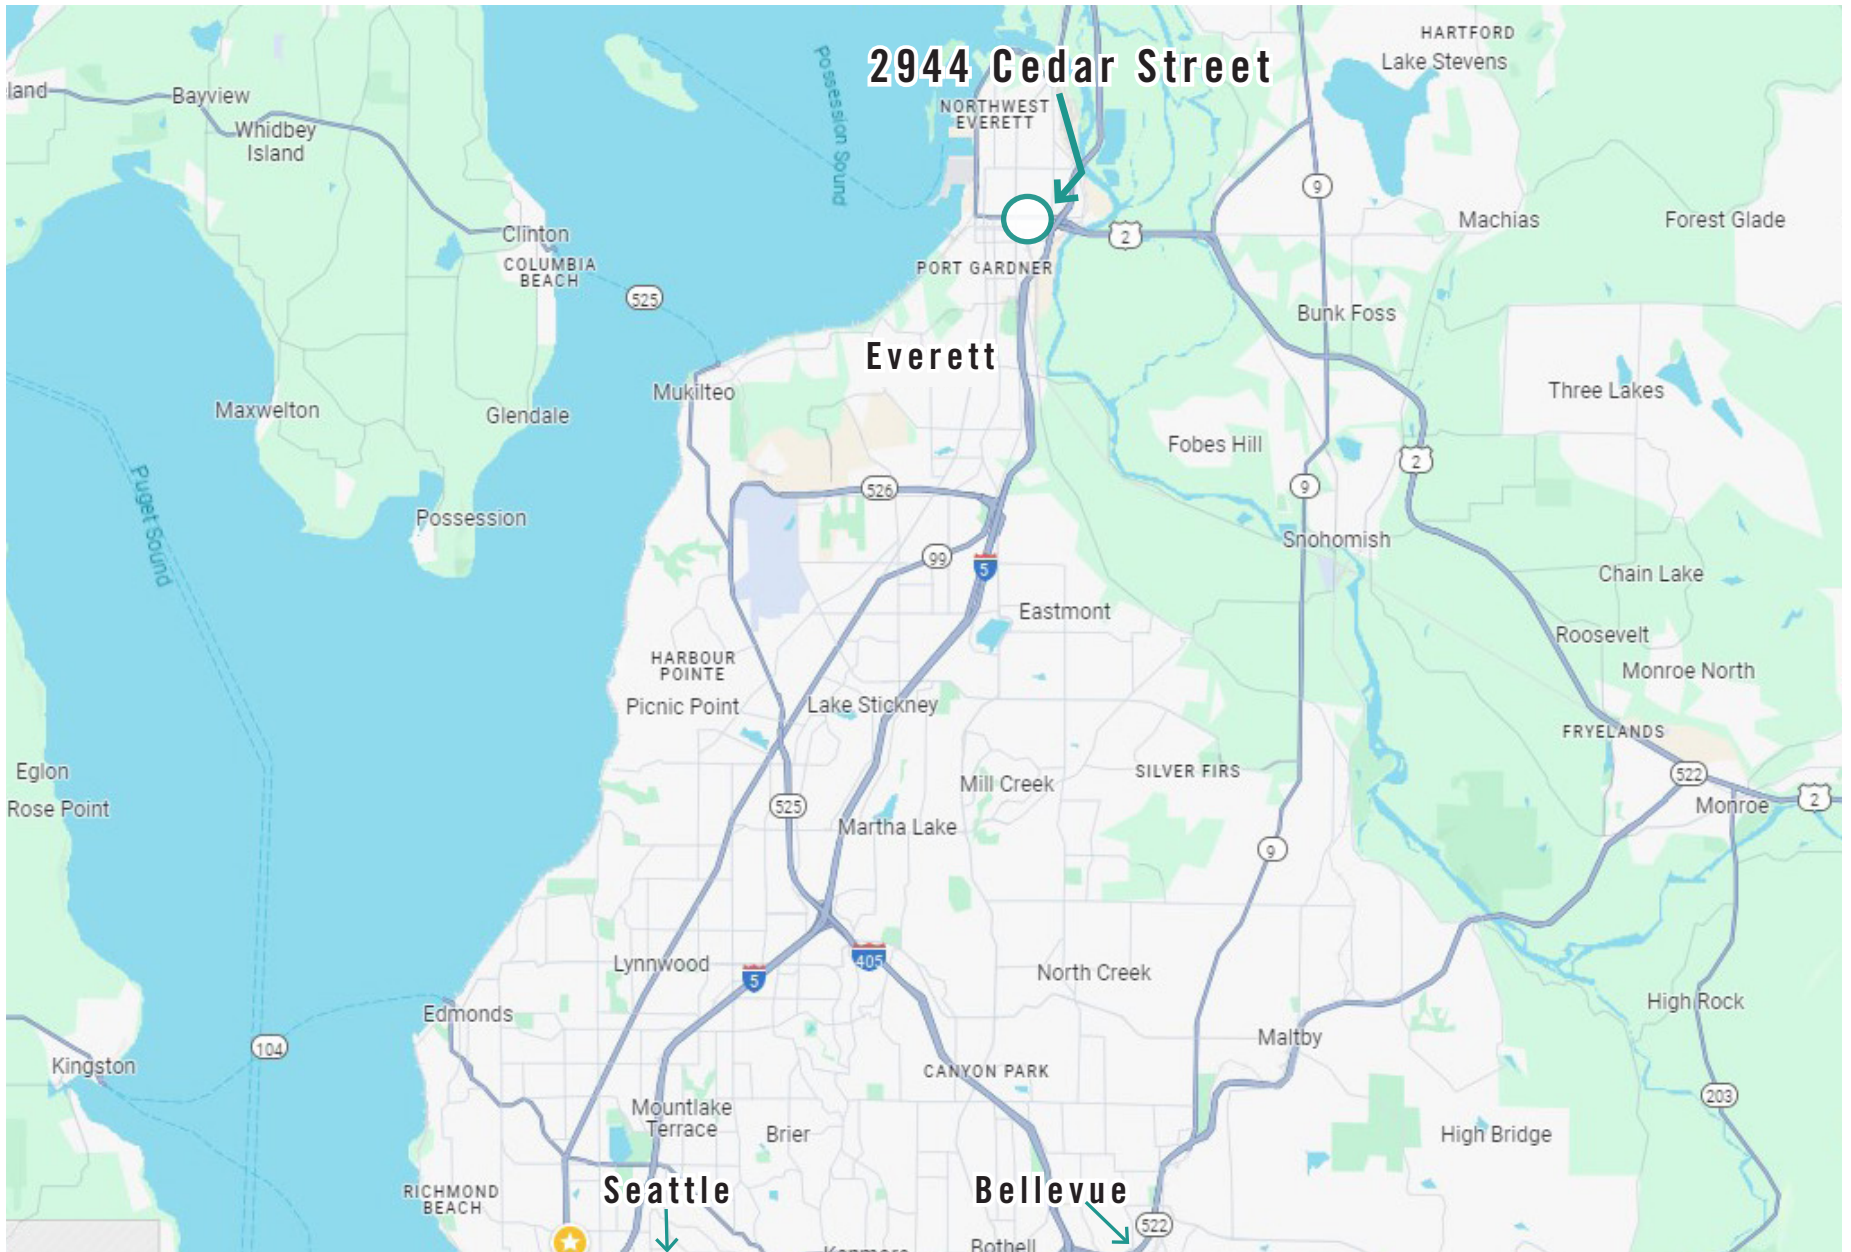 HARTFORD
Lake Stevens
2944 Cedar Street
Possession Sound
land
Bayview
NORTHWEST
EVERETT
Whidbey
Island
9
Machias
Forest Glade
Clinton
2
COLUMBIA
BEACH
PORT GARDNER
525
Bunk Foss
Everett
Mukilteo
Three Lakes
Maxwelton
Glendale
Fobes Hill
2
Puget Sound
526
9
Possession
Snohomish
99
5
Chain Lake
Eastmont
Roosevelt
HARBOUR
POINTE
Monroe North
Picnic Point
Lake Stickney
FRYELANDS
Eglon
SILVER FIRS
522
Mill Creek
2
Rose Point
525
Monroe
Martha Lake
9
Lynnwood
405
5
North Creek
Edmonds
High Rock
104
Maltby
Kingston
CANYON PARK
203
Mountlake
Terrace
Brier
High Bridge
RICHMOND
BEACH
Seattle
Bellevue
522
Kenmore
Bothell